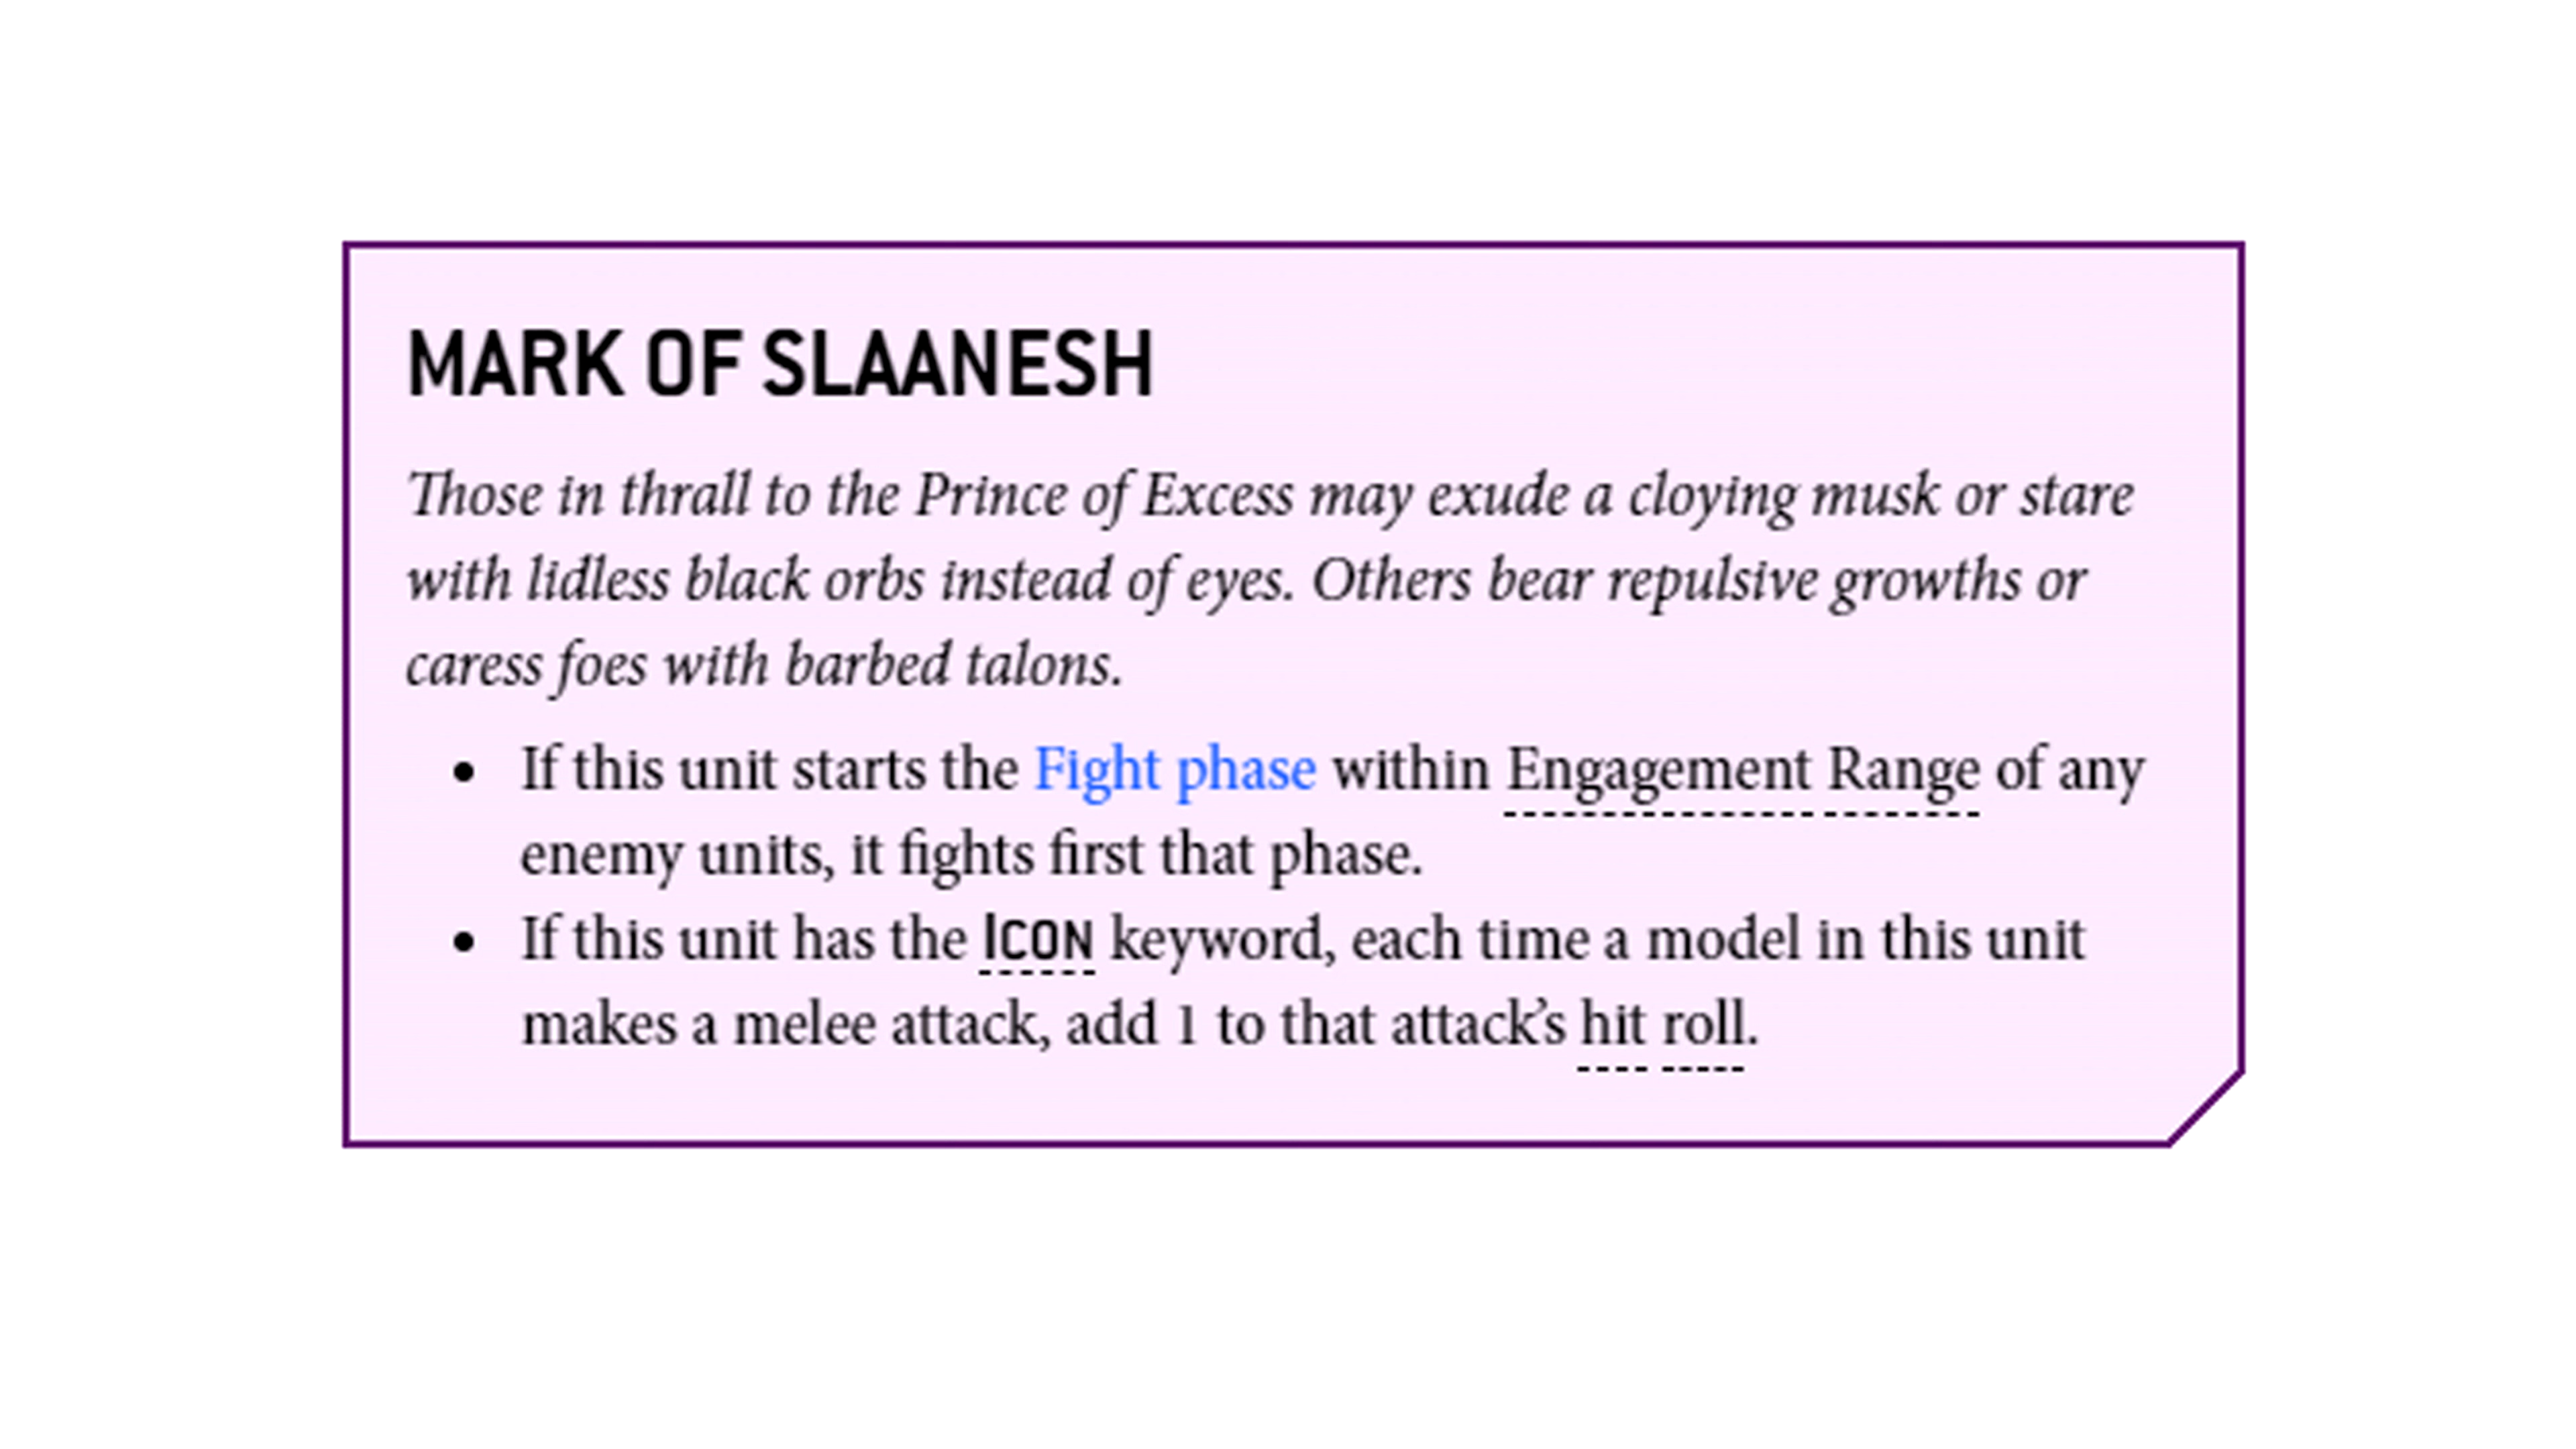 MARK OF SLAANESH
Those in thrall to the Prince of Excess may exude a cloying musk or stare
with lidless black orbs instead of eyes. Others bear repulsive growths or
caress foes with barbed talons.
• If this unit starts the Fight phase within Engagement Range of any
enemy units, it fights first that phase.
• If this unit has the ICON keyword, each time a model in this unit
makes a melee attack, add 1 to that attack’s hit roll.